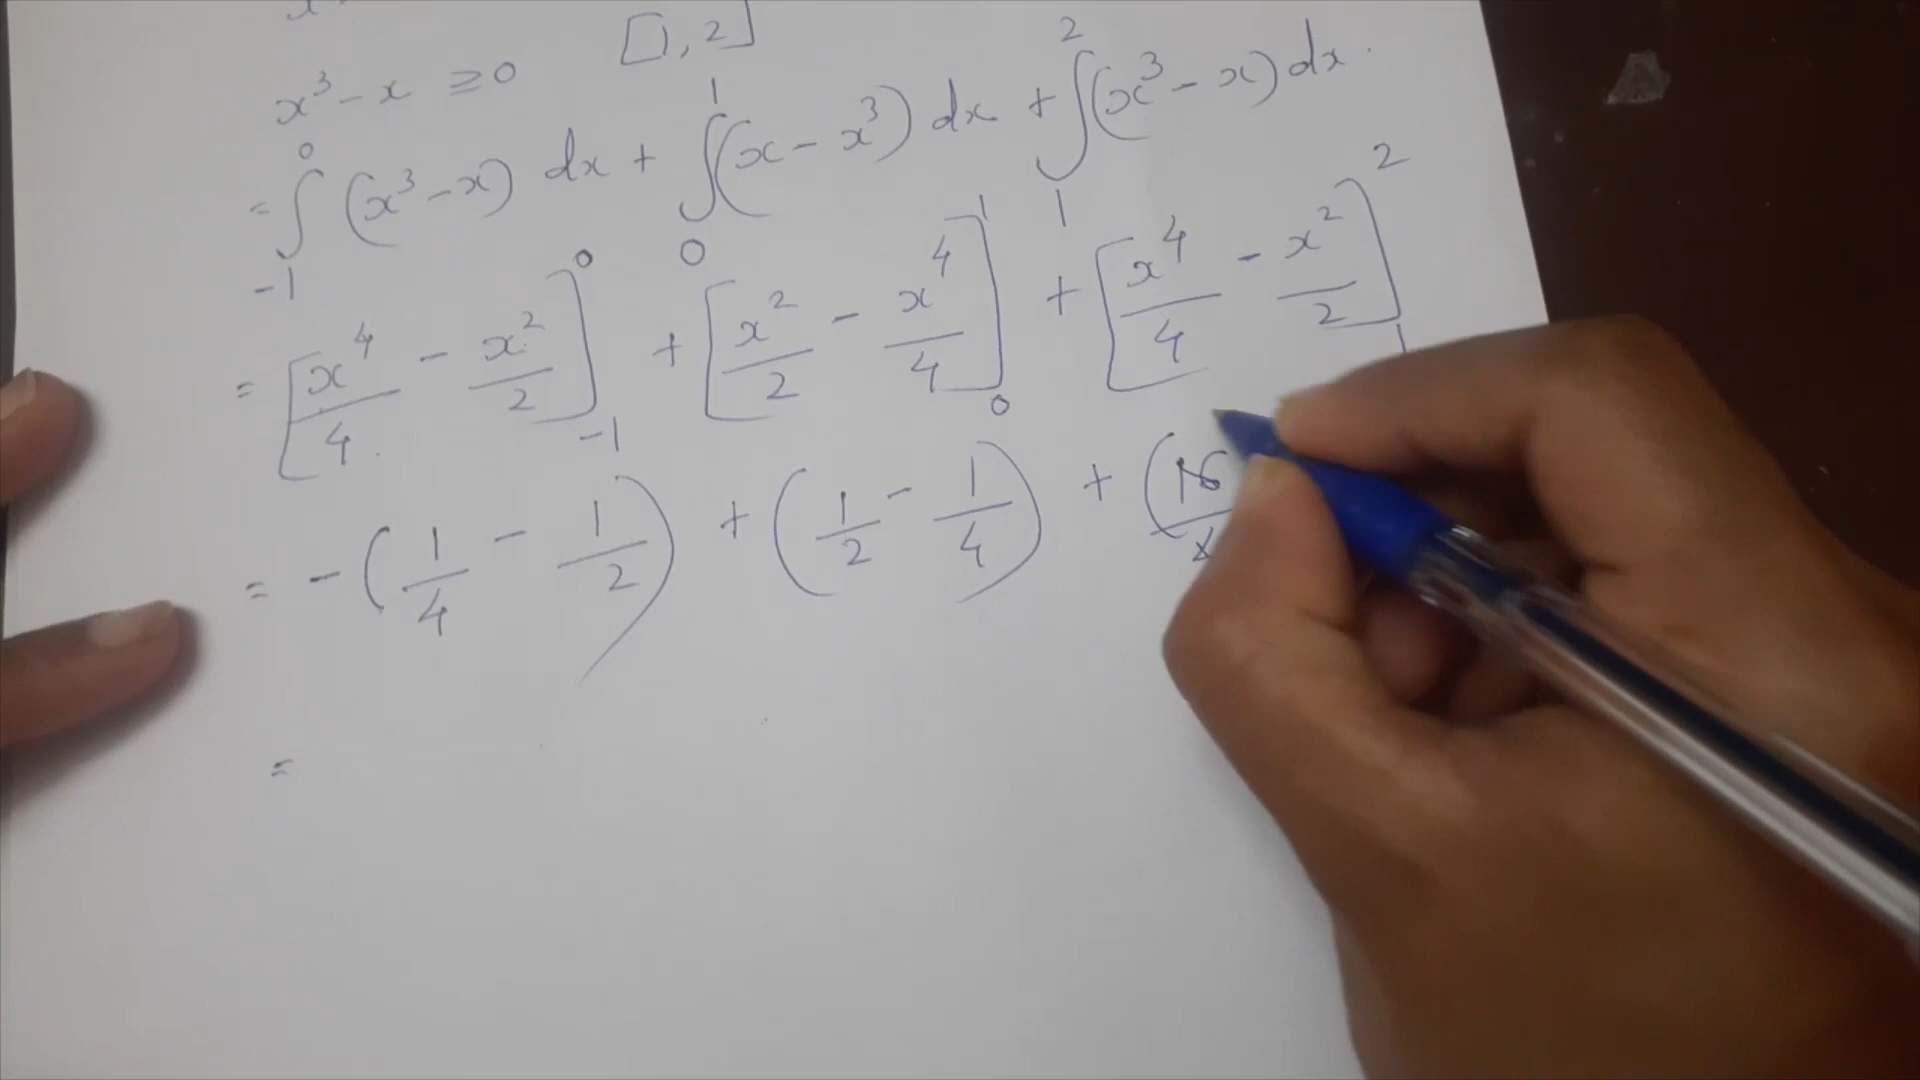 x³ - x ≥ 0 [1, 2]
= ∫₋₁⁰ (x³ - x) dx + ∫₀¹ (x - x³) dx + ∫₁² (x³ - x) dx .
= [x⁴/4 - x²/2]₋₁⁰ + [x²/2 - x⁴/4]₀¹ + [x⁴/4 - x²/2]₁²
= - (1/4 - 1/2) + (1/2 - 1/4) + (16/4
=